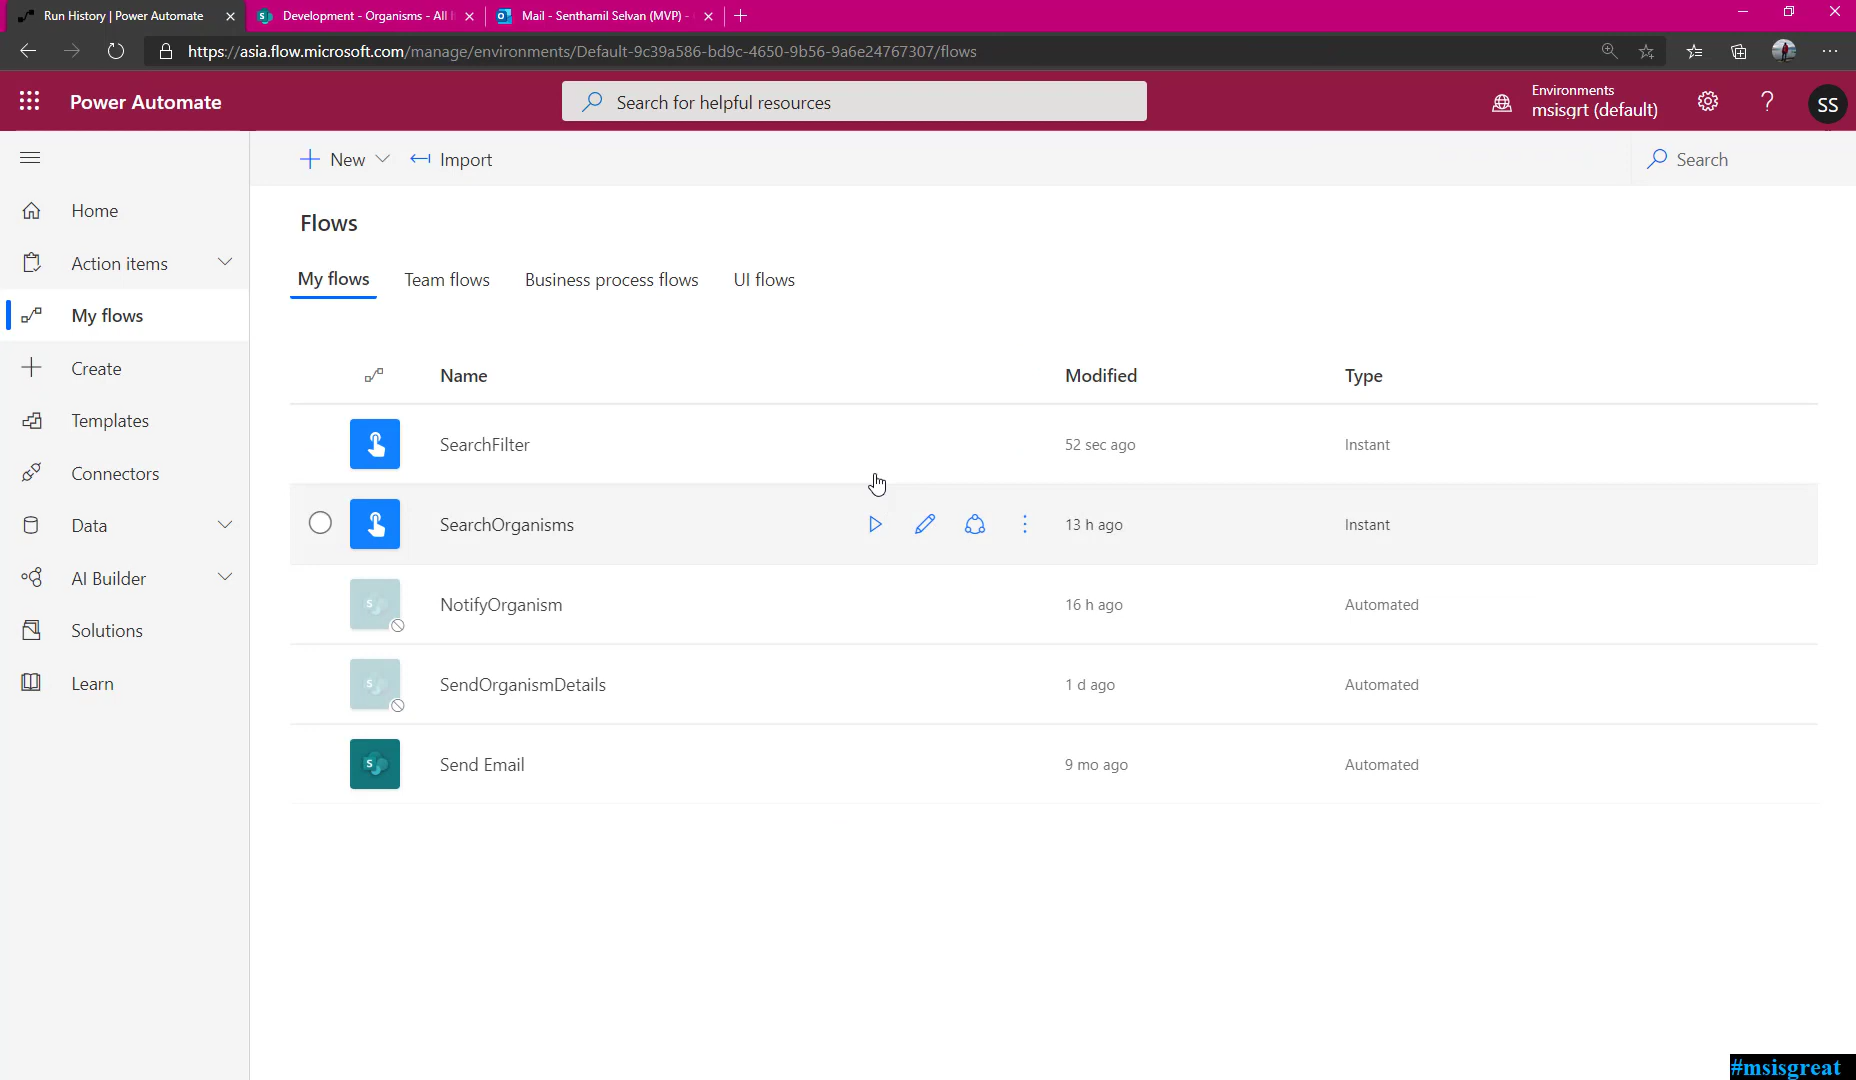 Run History | Power Automate
Development - Organisms - All
Mail - Senthamil Selvan (MVP) -
https://asia.flow.microsoft.com/manage/environments/Default-9c39a586-bd9c-4650-9b56-9a6e24767307/flows
Power Automate
Search for helpful resources
Environments
msisgrt (default)
SS
New
Import
Search
Home
Action items
My flows
Create
Templates
Connectors
Data
AI Builder
Solutions
Learn
Flows
My flows Team flows Business process flows UI flows
Name Modified Type
SearchFilter 52 sec ago Instant
SearchOrganisms 13 h ago Instant
NotifyOrganism 16 h ago Automated
SendOrganismDetails 1 d ago Automated
Send Email 9 mo ago Automated
#msisgreat